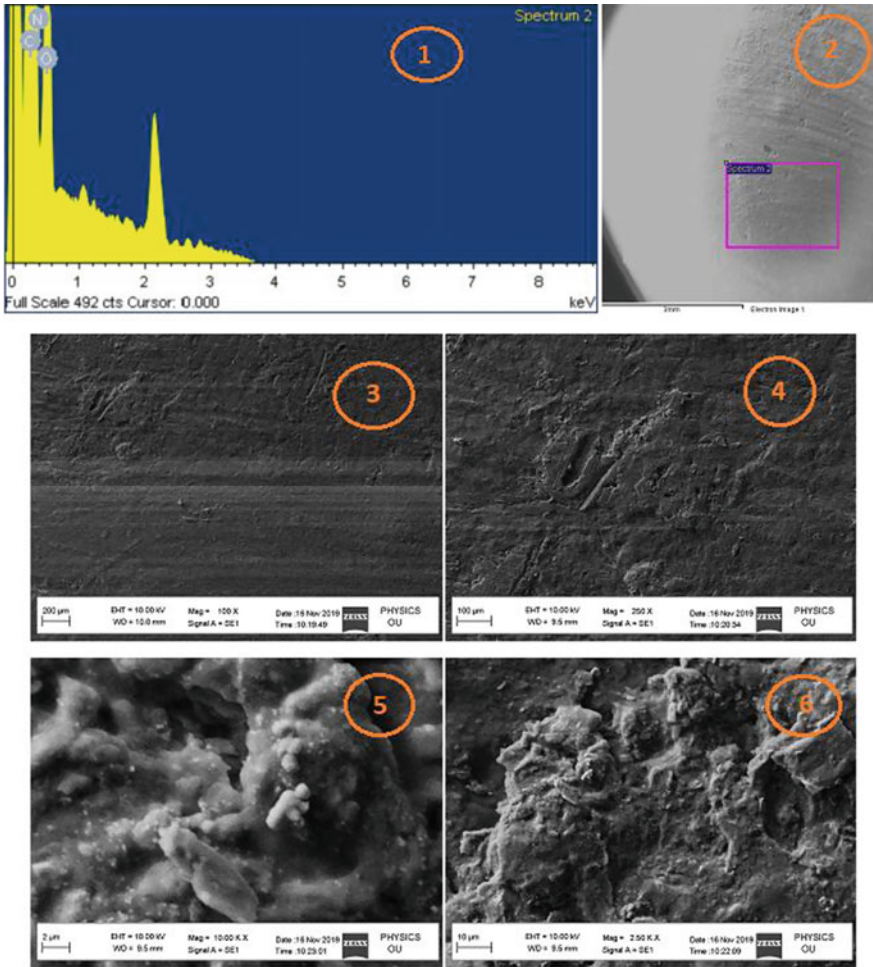 Spectrum 2
N
C
O
1
0 1 2 3 4 5 6 7 8
Full Scale 492 cts Cursor: 0.000 keV
2
Spectrum 2
2mm Electron Image 1
3
200 µm EHT = 10.00 kV Mag = 100 X Date :16 Nov 2019 ZEISS PHYSICS
WD = 10.0 mm Signal A = SE1 Time :10:19:49 OU
4
100 µm EHT = 10.00 kV Mag = 250 X Date :16 Nov 2019 ZEISS PHYSICS
WD = 9.5 mm Signal A = SE1 Time :10:20:54 OU
5
2 µm EHT = 10.00 kV Mag = 10.00 K X Date :16 Nov 2019 ZEISS PHYSICS
WD = 9.5 mm Signal A = SE1 Time :10:23:01 OU
6
10 µm EHT = 10.00 kV Mag = 2.50 K X Date :16 Nov 2019 ZEISS PHYSICS
WD = 9.5 mm Signal A = SE1 Time :10:22:09 OU